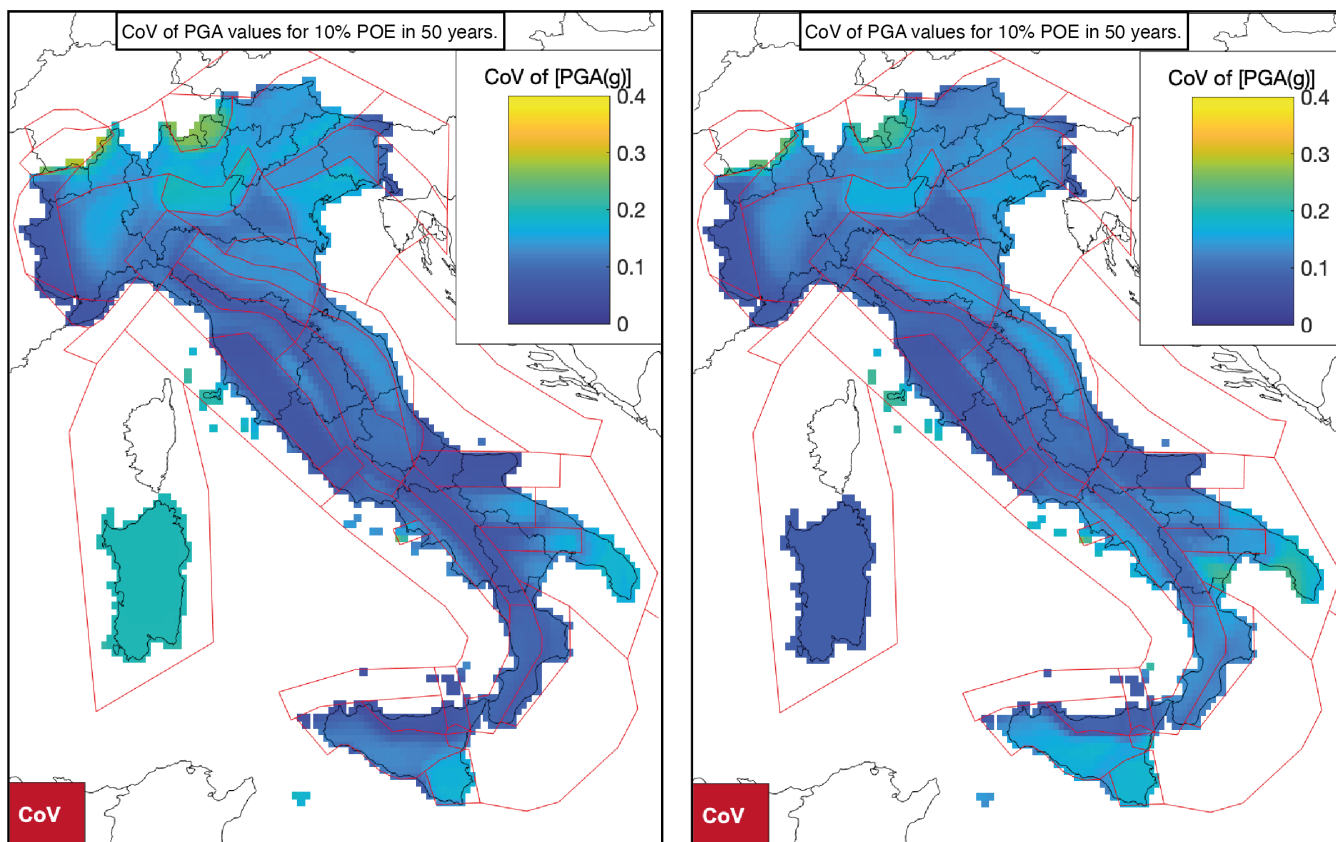 CoV of PGA values for 10% POE in 50 years.
CoV of [PGA(g)]
0.4
0.3
0.2
0.1
0
CoV
CoV of PGA values for 10% POE in 50 years.
CoV of [PGA(g)]
0.4
0.3
0.2
0.1
0
CoV